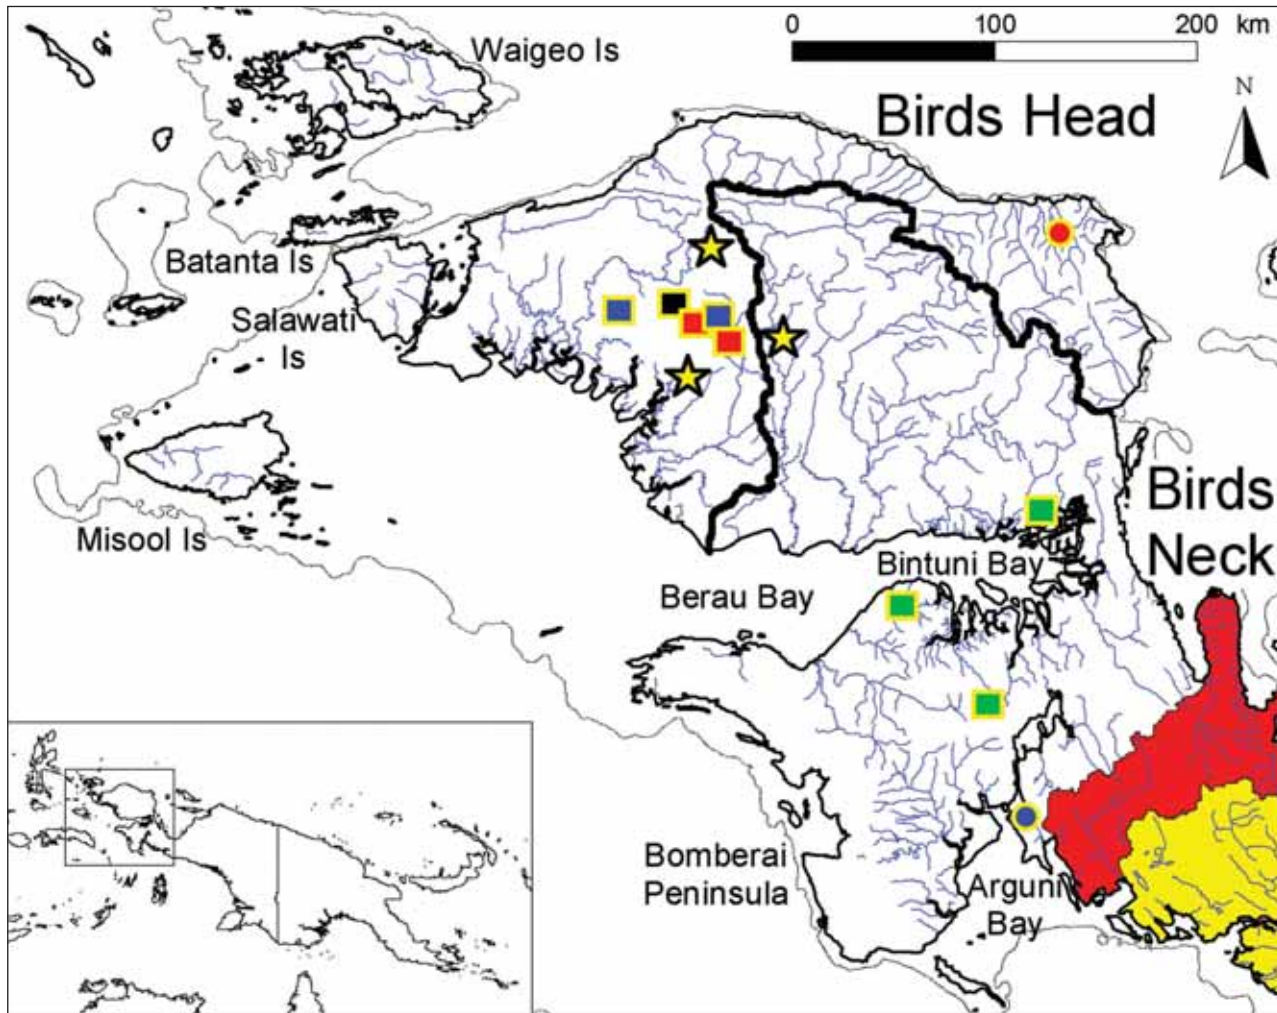 0 100 200 km
Waigeo Is
Birds Head
N
Batanta Is
Salawati
Is
Misool Is
Birds
Neck
Bintuni Bay
Berau Bay
Bomberai
Peninsula
Arguni
Bay